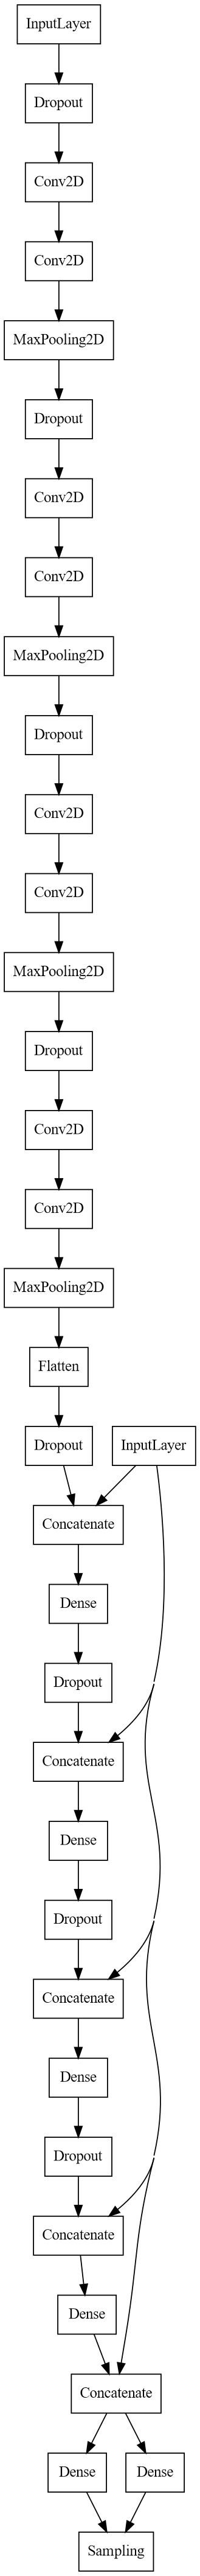 InputLayer
Dropout
Conv2D
Conv2D
MaxPooling2D
Dropout
Conv2D
Conv2D
MaxPooling2D
Dropout
Conv2D
Conv2D
MaxPooling2D
Dropout
Conv2D
Conv2D
MaxPooling2D
Flatten
Dropout InputLayer
Concatenate
Dense
Dropout
Concatenate
Dense
Dropout
Concatenate
Dense
Dropout
Concatenate
Dense
Concatenate
Dense Dense
Sampling